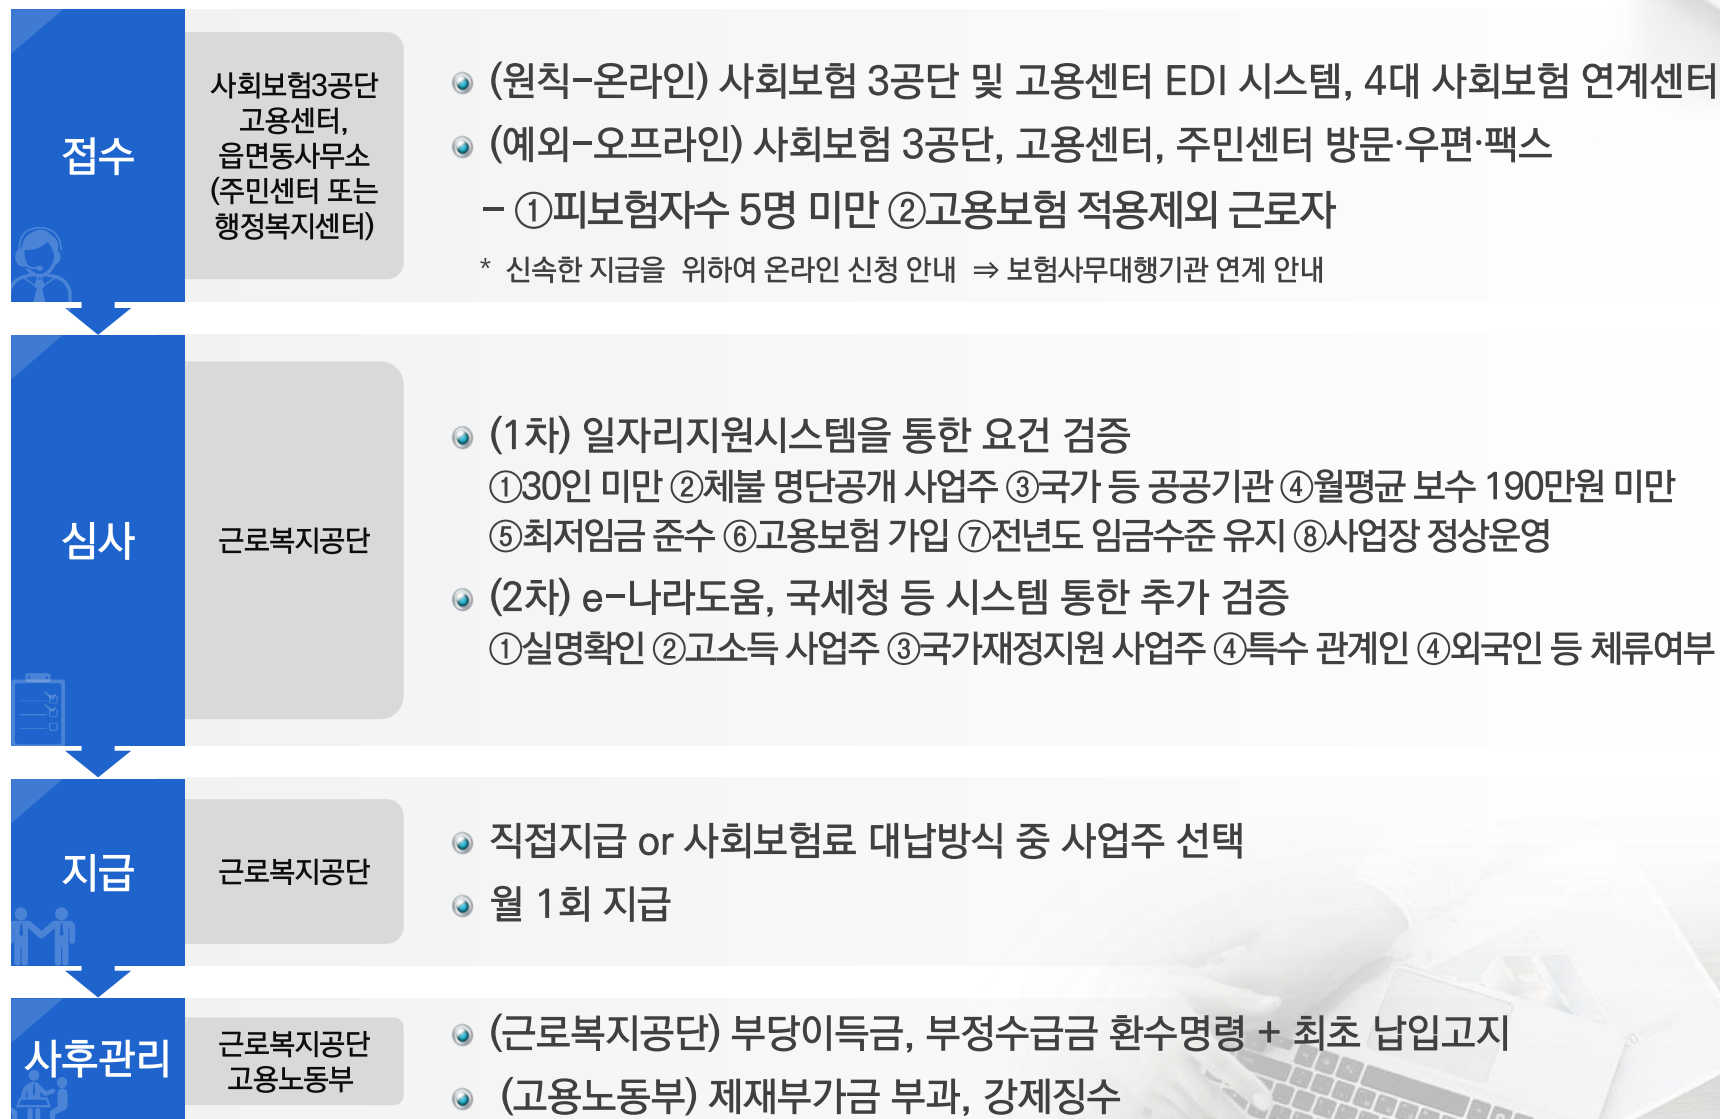 접수
사회보험3공단
고용센터,
읍면동사무소
(주민센터 또는
행정복지센터)
(원칙-온라인) 사회보험 3공단 및 고용센터 EDI 시스템, 4대 사회보험 연계센터
(예외-오프라인) 사회보험 3공단, 고용센터, 주민센터 방문·우편·팩스
- ①피보험자수 5명 미만 ②고용보험 적용제외 근로자
* 신속한 지급을 위하여 온라인 신청 안내 ⇒ 보험사무대행기관 연계 안내
심사
근로복지공단
(1차) 일자리지원시스템을 통한 요건 검증
①30인 미만 ②체불 명단공개 사업주 ③국가 등 공공기관 ④월평균 보수 190만원 미만
⑤최저임금 준수 ⑥고용보험 가입 ⑦전년도 임금수준 유지 ⑧사업장 정상운영
(2차) e-나라도움, 국세청 등 시스템 통한 추가 검증
①실명확인 ②고소득 사업주 ③국가재정지원 사업주 ④특수 관계인 ④외국인 등 체류여부
지급
근로복지공단
직접지급 or 사회보험료 대납방식 중 사업주 선택
월 1회 지급
사후관리
근로복지공단
고용노동부
(근로복지공단) 부당이득금, 부정수급금 환수명령 + 최초 납입고지
(고용노동부) 제재부가금 부과, 강제징수